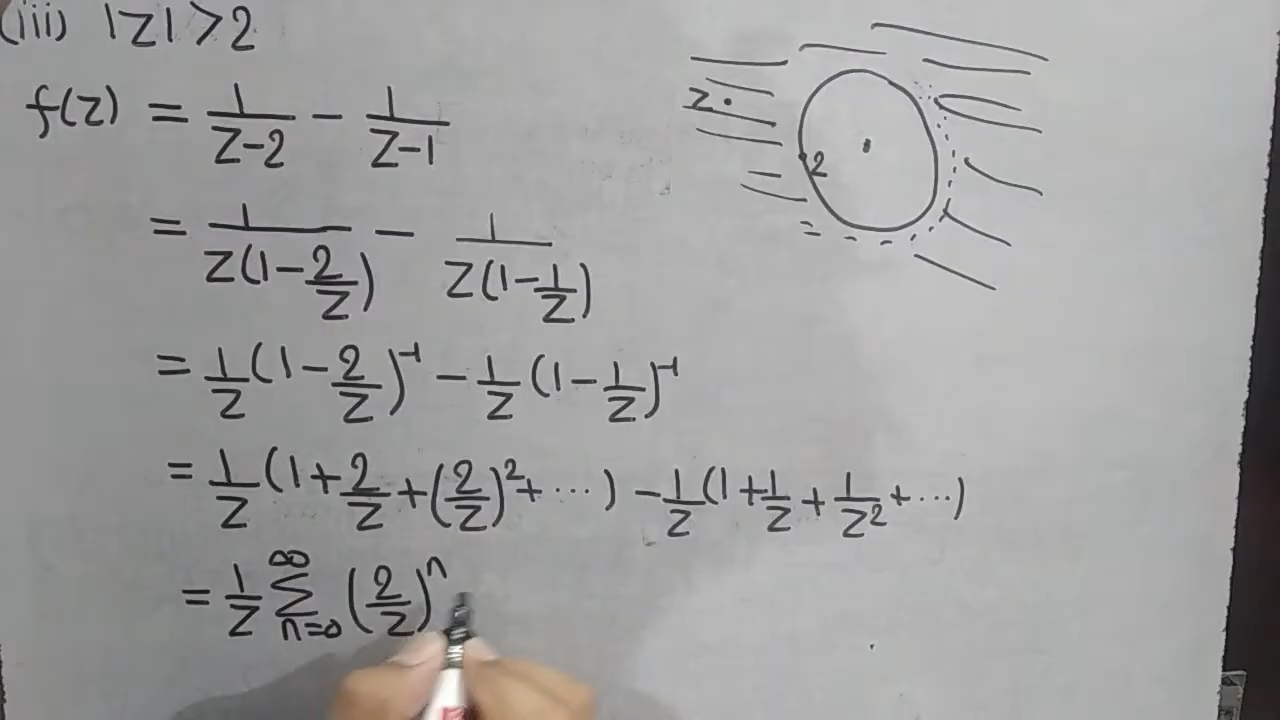 (iii) |Z| > 2
f(z) = 1/(Z-2) - 1/(Z-1)
Z.
2
= 1/(Z(1-2/Z)) - 1/(Z(1-1/Z))
= 1/Z (1-2/Z)^-1 - 1/Z (1-1/Z)^-1
= 1/Z (1+2/Z+(2/Z)^2+...) - 1/Z (1+1/Z+1/Z^2+...)
= 1/Z ∑_{n=0}^{∞} (2/Z)^n